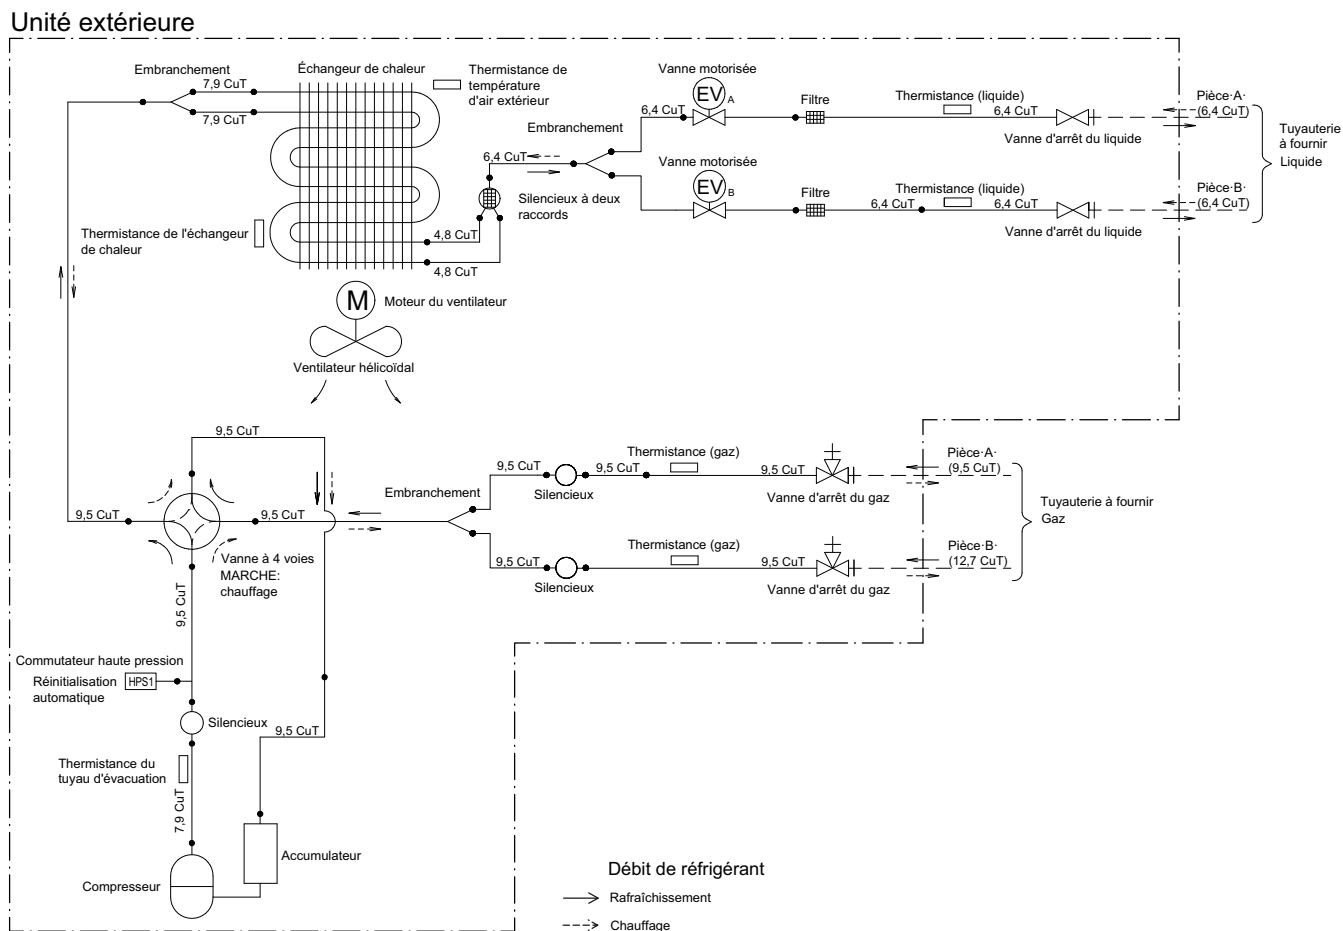 Unité extérieure
Embranchement
7,9 CuT
7,9 CuT
Échangeur de chaleur
Thermistance de
température
d'air extérieur
Vanne motorisée
EV
A
6,4 CuT
Filtre
Thermistance (liquide)
6,4 CuT
Vanne d'arrêt du liquide
Pièce·A·
(6,4 CuT)
Embranchement
6,4 CuT
Silencieux à deux
raccords
Vanne motorisée
EV
B
Filtre
Thermistance (liquide)
6,4 CuT
6,4 CuT
Vanne d'arrêt du liquide
Pièce·B·
(6,4 CuT)
Tuyauterie
à fournir
Liquide
Thermistance de l'échangeur
de chaleur
4,8 CuT
4,8 CuT
M
Moteur du ventilateur
Ventilateur hélicoïdal
9,5 CuT
9,5 CuT
9,5 CuT
Vanne à 4 voies
MARCHE:
chauffage
9,5 CuT
Embranchement
9,5 CuT
Silencieux
9,5 CuT
Thermistance (gaz)
9,5 CuT
Vanne d'arrêt du gaz
Pièce·A·
(9,5 CuT)
9,5 CuT
Silencieux
Thermistance (gaz)
9,5 CuT
Vanne d'arrêt du gaz
Pièce·B·
(12,7 CuT)
Tuyauterie à fournir
Gaz
Commutateur haute pression
Réinitialisation
automatique
HPS1
Silencieux
9,5 CuT
Thermistance du
tuyau d'évacuation
7,9 CuT
Accumulateur
Compresseur
Débit de réfrigérant
Rafraîchissement
Chauffage